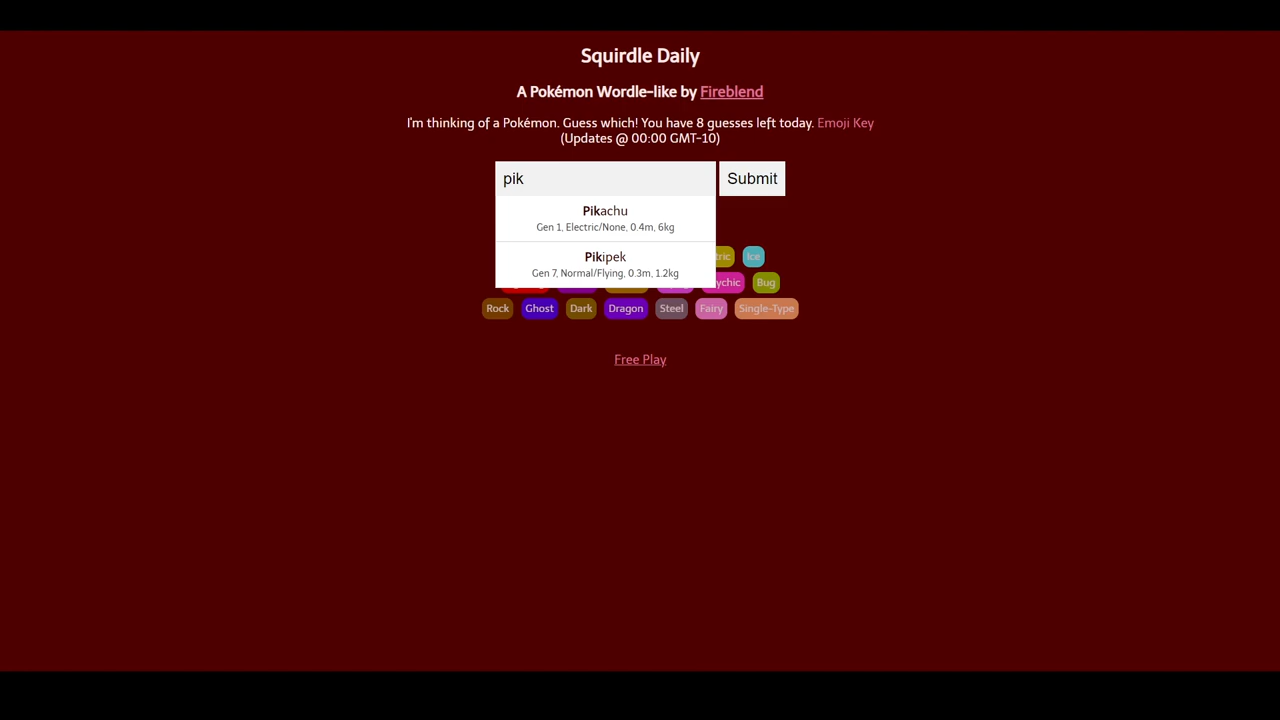 Squirdle Daily
A Pokémon Wordle-like by Fireblend
I'm thinking of a Pokémon. Guess which! You have 8 guesses left today. Emoji Key
(Updates @ 00:00 GMT-10)
pik Submit
Pikachu
Gen 1, Electric/None, 0.4m, 6kg
Ice
Pikipek
Gen 7, Normal/Flying, 0.3m, 1.2kg
Bug
Rock Ghost Dark Dragon Steel Fairy Single-Type
Free Play